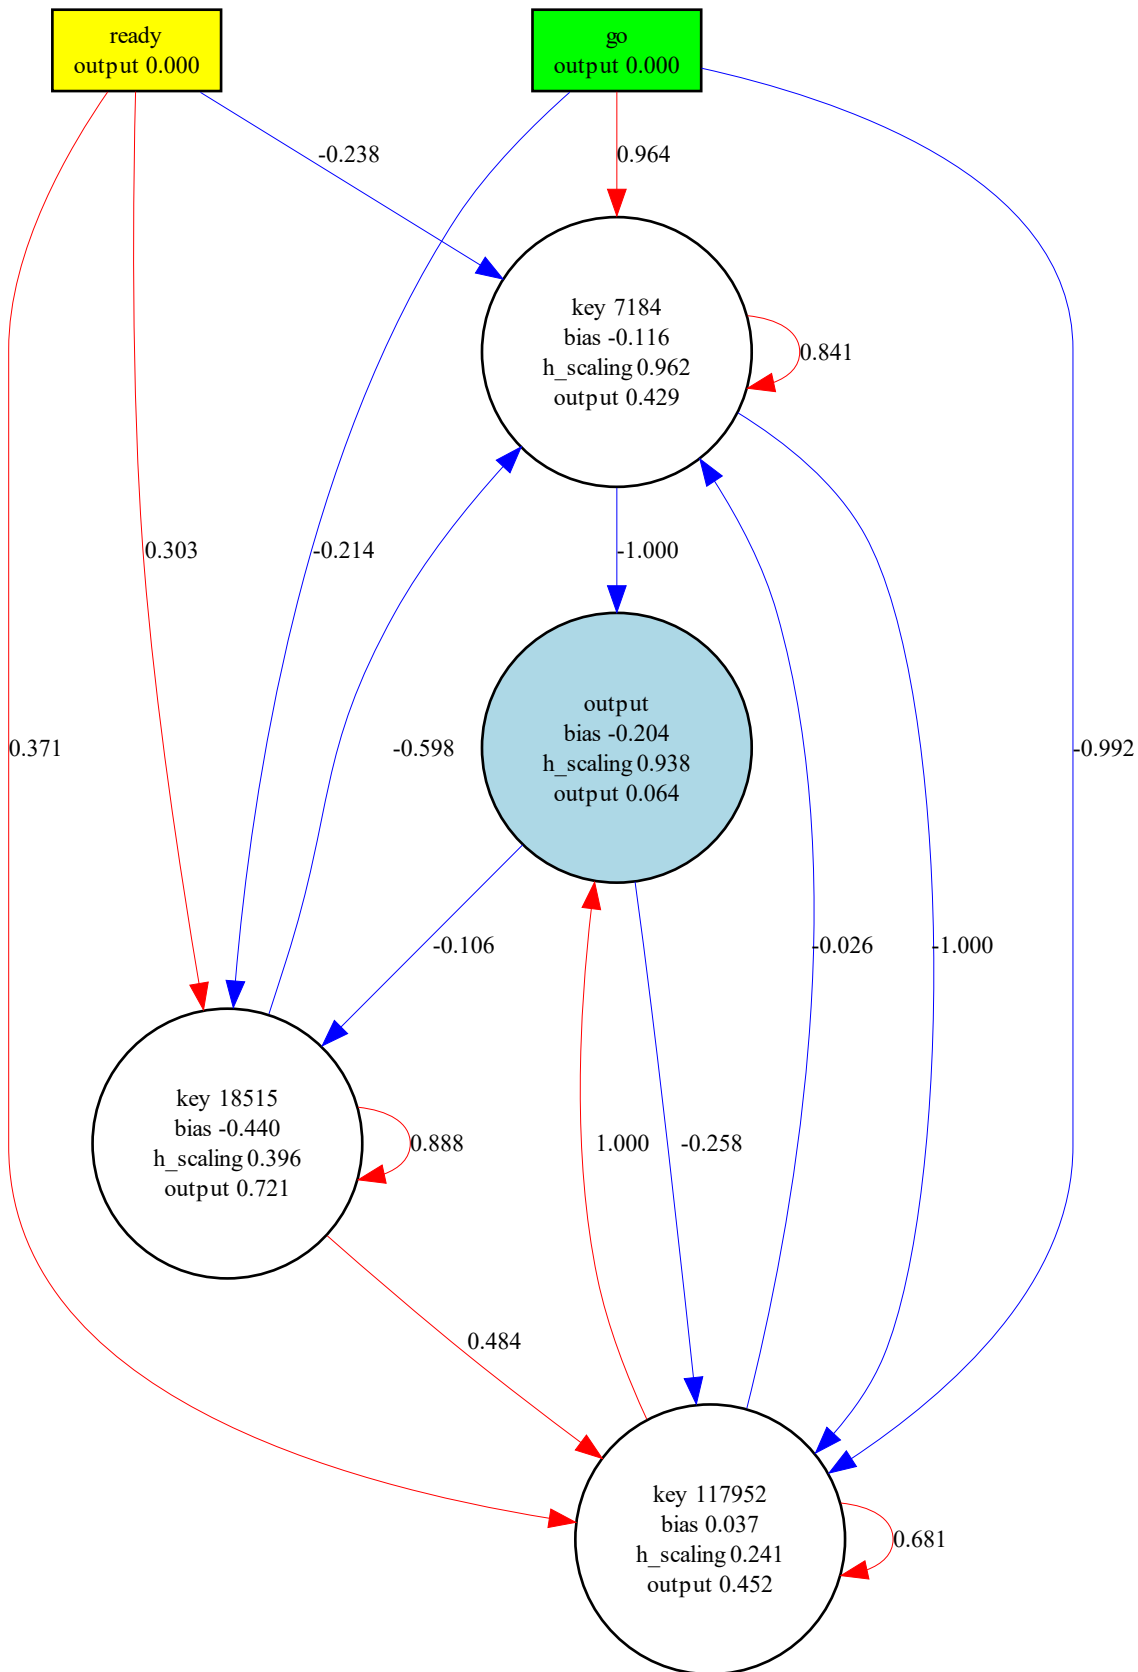 ready
output 0.000
go
output 0.000
-0.238
0.964
key 7184
bias -0.116
h_scaling 0.962
output 0.429
0.841
0.303
-0.214
-1.000
output
bias -0.204
h_scaling 0.938
output 0.064
0.371
-0.598
-0.992
-0.106
-0.026
-1.000
key 18515
bias -0.440
h_scaling 0.396
output 0.721
0.888
1.000
-0.258
0.484
key 117952
bias 0.037
h_scaling 0.241
output 0.452
0.681